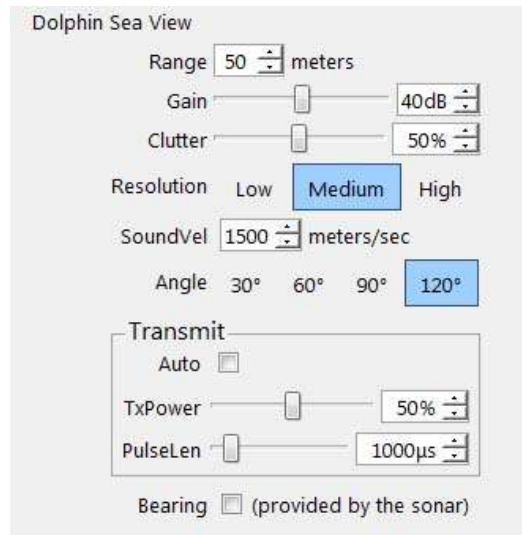 Dolphin Sea View
Range 50 meters
Gain 40dB
Clutter 50%
Resolution Low Medium High
SoundVel 1500 meters/sec
Angle 30° 60° 90° 120°
Transmit
Auto
TxPower 50%
PulseLen 1000µs
Bearing (provided by the sonar)